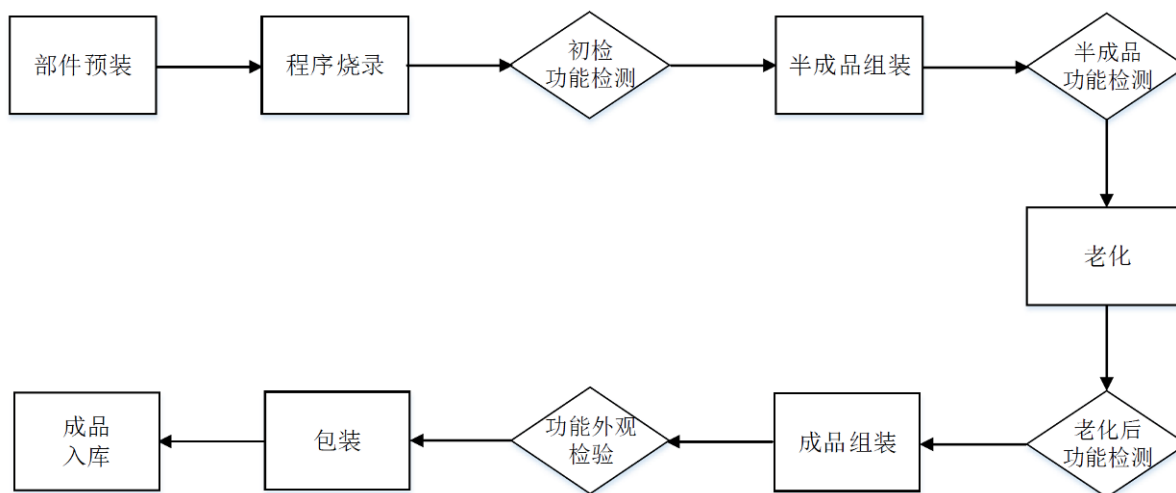 部件预装
程序烧录
初检
功能检测
半成品组装
半成品
功能检测
老化
老化后
功能检测
成品组装
功能外观
检验
包装
成品
入库